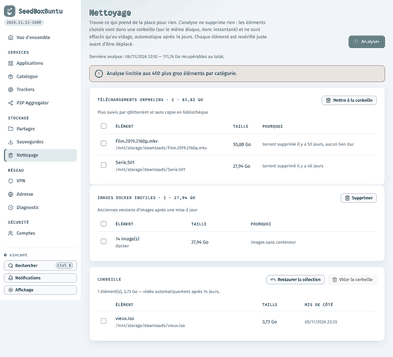 SeedBoxBuntu
2026.11.11-1600
Vue d'ensemble
SERVICES
Applications
Catalogue
Trackers
P2P Aggregator
STOCKAGE
Partages
Sauvegardes
Nettoyage
RÉSEAU
VPN
Adresse
Diagnostic
SÉCURITÉ
Comptes
vincent
Rechercher Ctrl K
Notifications
Affichage
Nettoyage
Trouve ce qui prend de la place pour rien. L'analyse ne supprime rien : les éléments
choisis vont dans une corbeille (sur le même disque, donc instantané) et ne sont
effacés qu'au vidage, automatique après 14 jours. Chaque élément est revérifié juste
avant d'être déplacé.
Analyser
Dernière analyse : 09/11/2026 22:50 — 111,74 Go récupérables au total.
Analyse limitée aux 400 plus gros éléments par catégorie.
TÉLÉCHARGEMENTS ORPHELINS · 2 · 83,82 GO
Mettre à la corbeille
Plus suivis par qBittorrent et sans copie en bibliothèque
ÉLÉMENT TAILLE POURQUOI
Film.2019.2160p.mkv 55,88 Go torrent supprimé il y a 50 jours, aucun lien dur
/mnt/storage/downloads/Film.2019.2160p.mkv
Serie.S01 27,94 Go torrent supprimé il y a 40 jours
/mnt/storage/downloads/Serie.S01
IMAGES DOCKER INUTILES · 1 · 27,94 GO
Supprimer
Anciennes versions d'images après une mise à jour
ÉLÉMENT TAILLE POURQUOI
14 image(s) 27,94 Go images sans conteneur
docker
CORBEILLE
Restaurer la sélection
Vider la corbeille
1 élément(s), 3,73 Go — vidée automatiquement après 14 jours.
ÉLÉMENT TAILLE MIS DE CÔTÉ
vieux.iso 3,73 Go 09/11/2026 22:20
/mnt/storage/downloads/vieux.iso